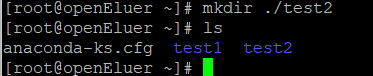 [root@openEluer ~]# mkdir ./test2
[root@openEluer ~]# ls
anaconda-ks.cfg  test1  test2
[root@openEluer ~]#